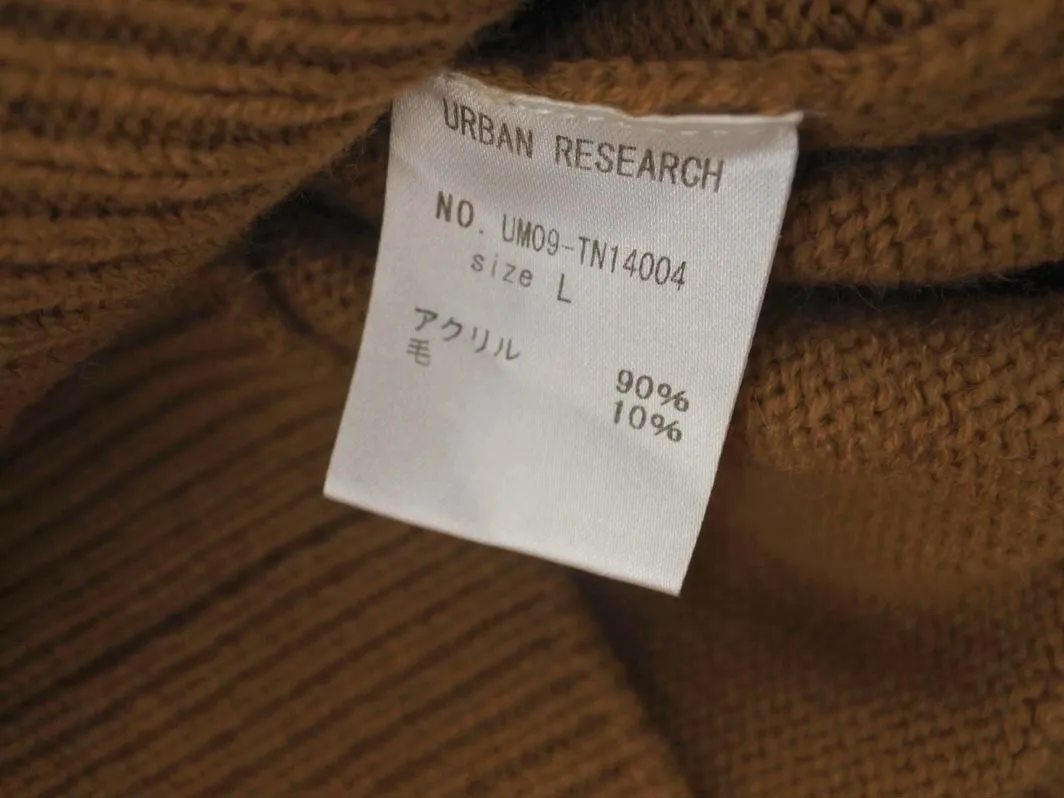 URBAN RESEARCH
NO. UM09-TN14004
size L
アクリル 90%
毛 10%